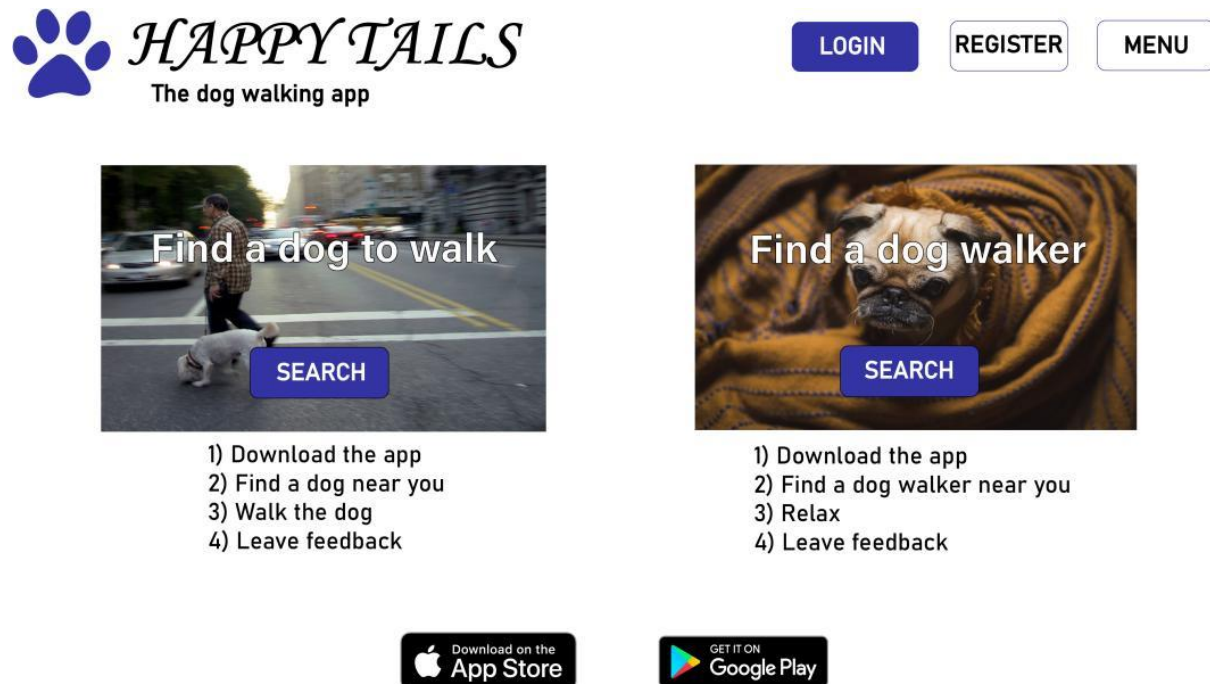 HAPPY TAILS
The dog walking app
LOGIN
REGISTER
MENU
Find a dog to walk
SEARCH
1) Download the app
2) Find a dog near you
3) Walk the dog
4) Leave feedback
Find a dog walker
SEARCH
1) Download the app
2) Find a dog walker near you
3) Relax
4) Leave feedback
Download on the
App Store
GET IT ON
Google Play